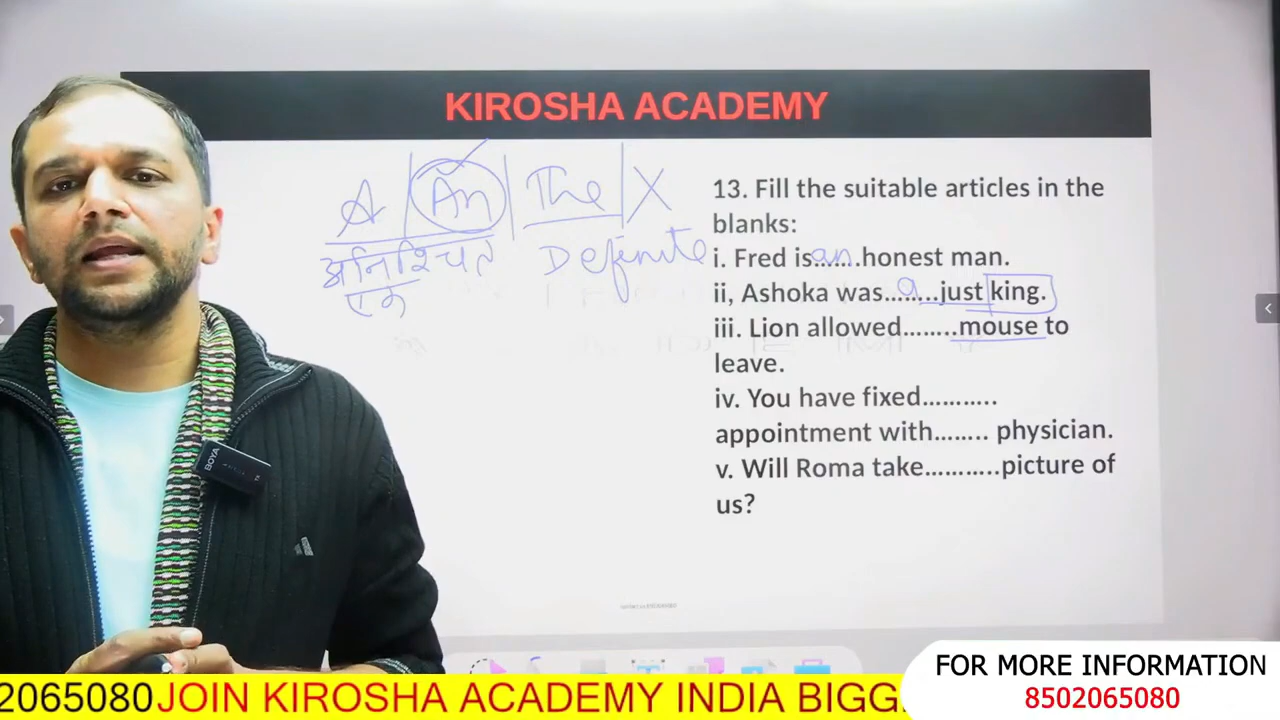 KIROSHA ACADEMY
A | An | The | X
अनिश्चित Definite
एक
13. Fill the suitable articles in the
blanks:
i. Fred is an.......honest man.
ii, Ashoka was a........just king.
iii. Lion allowed........mouse to
leave.
iv. You have fixed..........
appointment with........ physician.
v. Will Roma take...........picture of
us?
BOYA
FOR MORE INFORMATION
8502065080
2065080JOIN KIROSHA ACADEMY INDIA BIGG